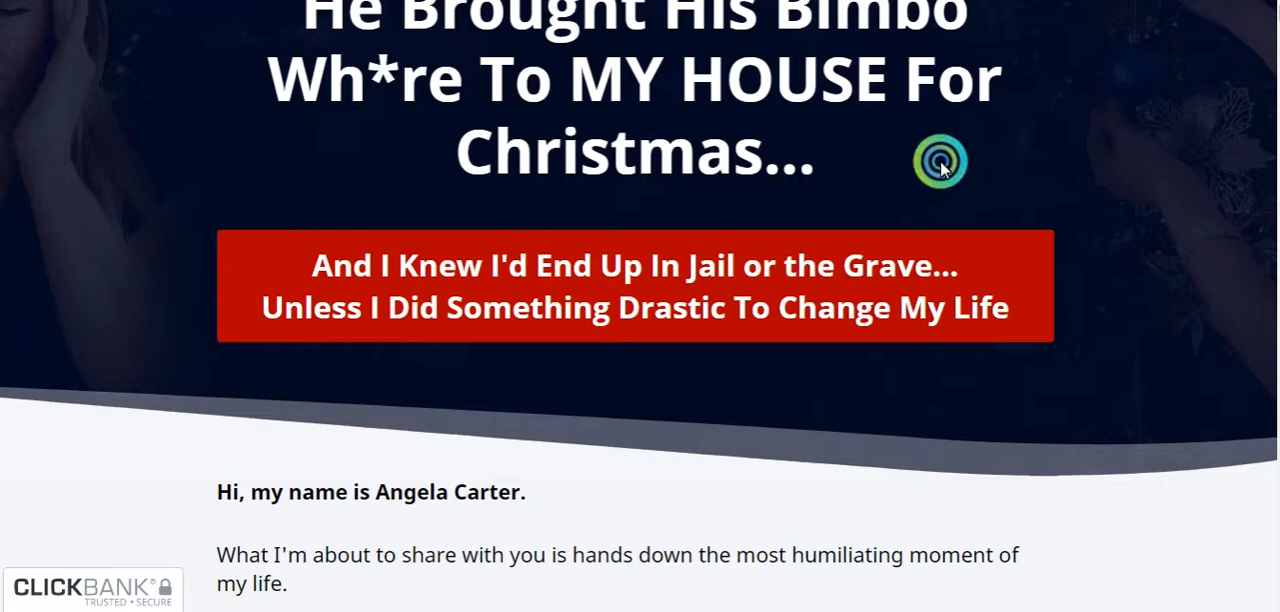 He Brought His Bimbo
Wh*re To MY HOUSE For
Christmas...
And I Knew I'd End Up In Jail or the Grave...
Unless I Did Something Drastic To Change My Life
Hi, my name is Angela Carter.
What I'm about to share with you is hands down the most humiliating moment of
my life.
CLICKBANK®
TRUSTED • SECURE